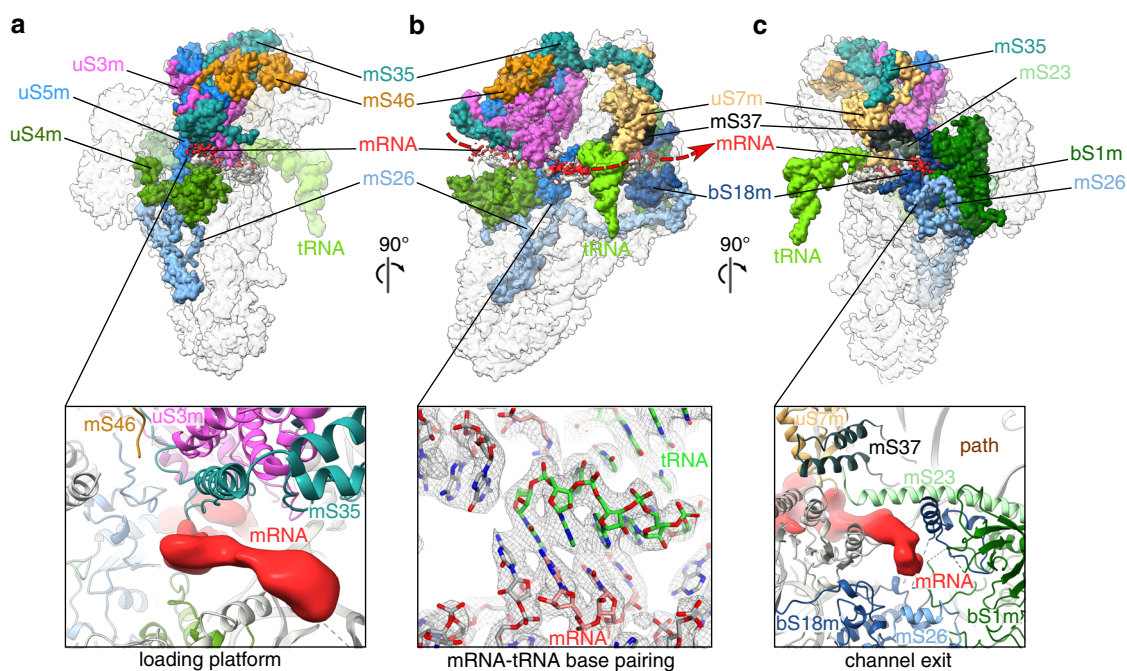 a
b
c
uS3m
uS5m
uS4m
tRNA
mS35
mS46
mRNA
mS26
90°
tRNA
uS7m
mS37
mRNA
bS18m
90°
mS35
mS23
bS1m
mS26
tRNA
mS46
uS3m
mS35
mRNA
loading platform
tRNA
mRNA
mRNA-tRNA base pairing
uS7m
mS37
path
mS23
mRNA
bS18m
mS26
bS1m
channel exit